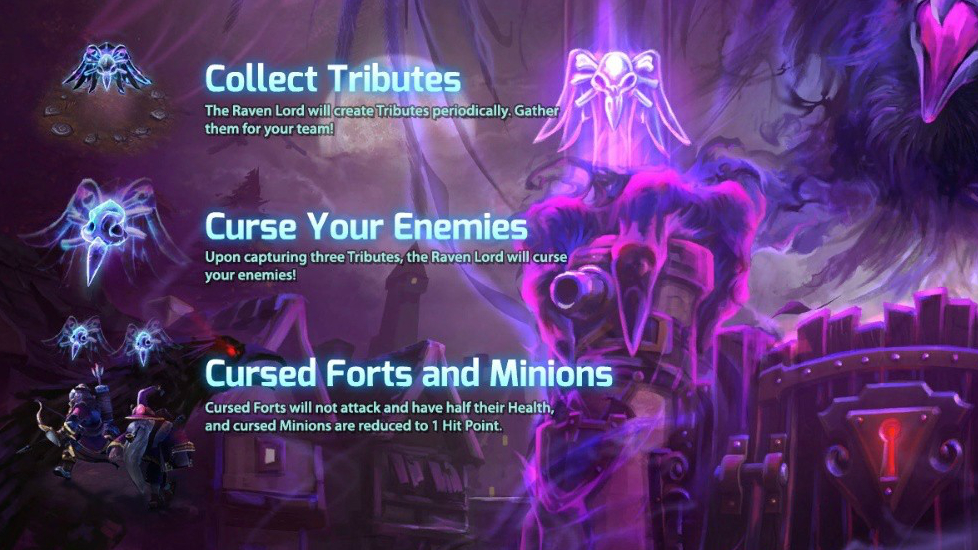 Collect Tributes
The Raven Lord will create Tributes periodically. Gather
them for your team!
Curse Your Enemies
Upon capturing three Tributes, the Raven Lord will curse
your enemies!
Cursed Forts and Minions
Cursed Forts will not attack and have half their Health,
and cursed Minions are reduced to 1 Hit Point.